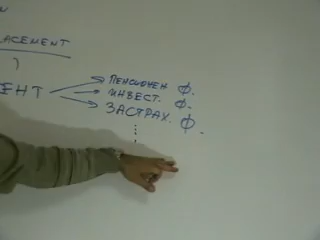 N
ACEMENT
)
ЕНТ
ПЕНСИОНЕН Ф.
ИНВЕСТ. Ф.
ЗАСТРАХ. Ф.